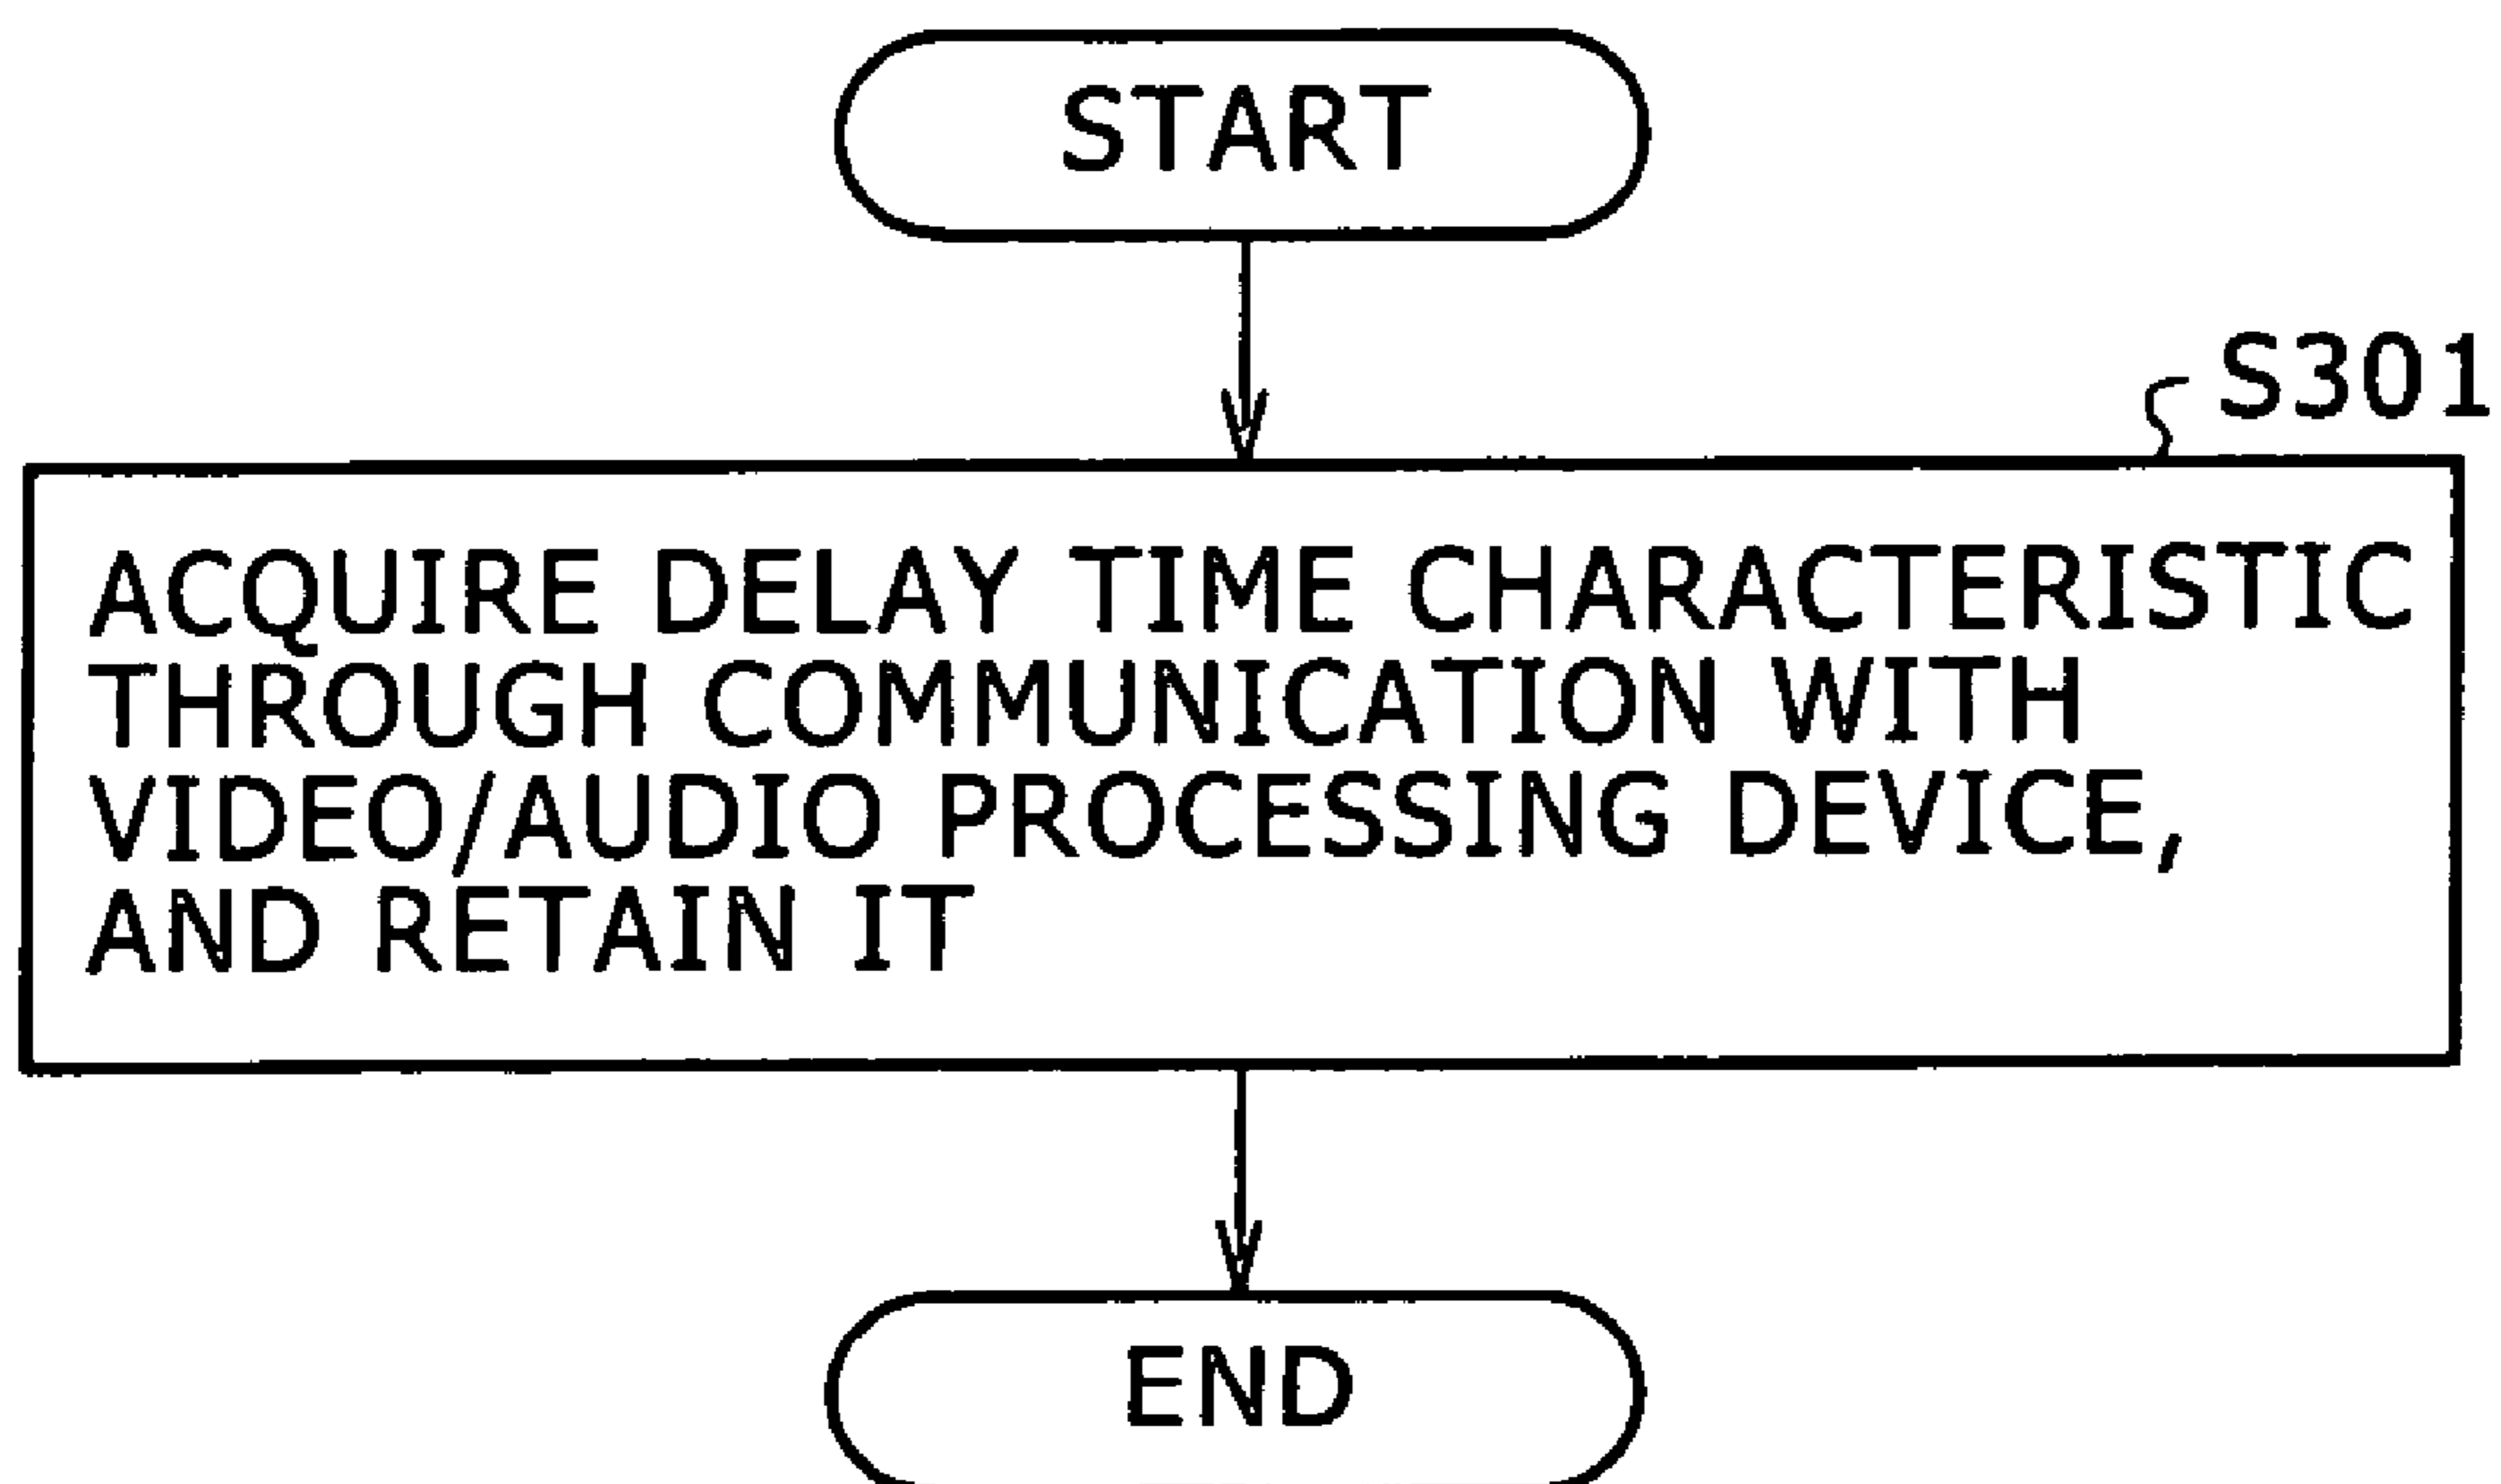 START
S301
ACQUIRE DELAY TIME CHARACTERISTIC
THROUGH COMMUNICATION WITH
VIDEO/AUDIO PROCESSING DEVICE,
AND RETAIN IT
END